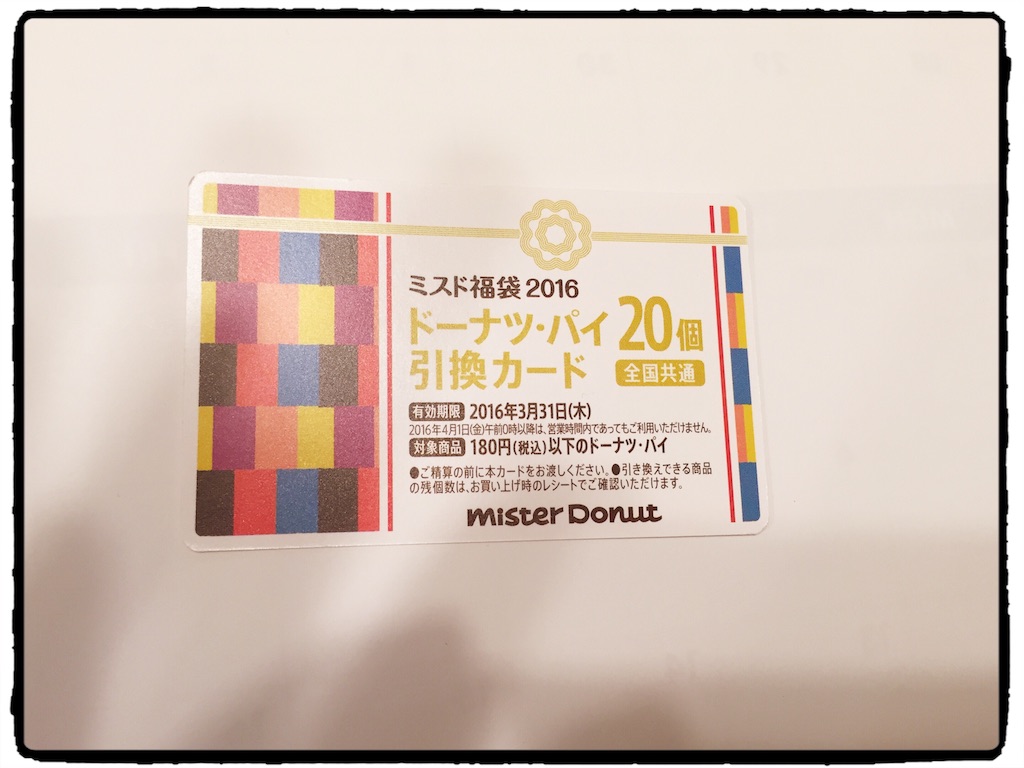 ミスド福袋2016
ドーナツ・パイ 20個
引換カード 全国共通
有効期限 2016年3月31日(木)
2016年4月1日(金)午前0時以降は、営業時間内であってもご利用いただけません。
対象商品 180円(税込)以下のドーナツ・パイ
●ご精算の前に本カードをお渡しください。●引き換えできる商品
の残個数は、お買い上げ時のレシートでご確認いただけます。
mister Donut